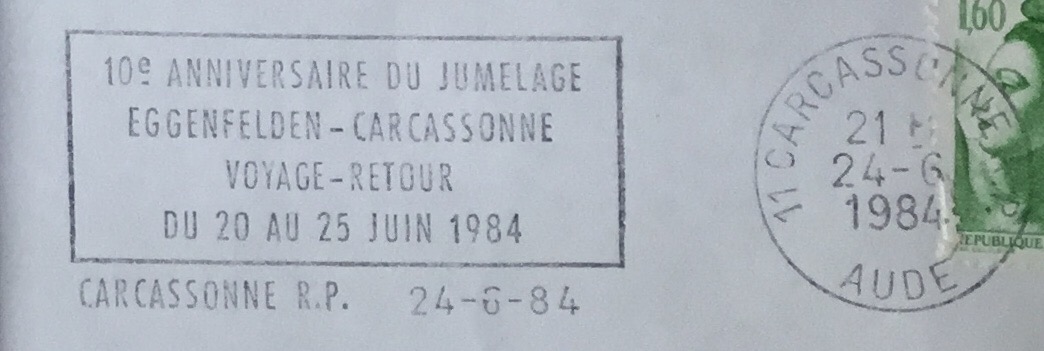 10e ANNIVERSAIRE DU JUMELAGE
EGGENFELDEN-CARCASSONNE
VOYAGE-RETOUR
DU 20 AU 25 JUIN 1984
CARCASSONNE R.P. 24-6-84
11 CARCASSONNE
21 H
24-6
1984
AUDE
1,60
REPUBLIQUE